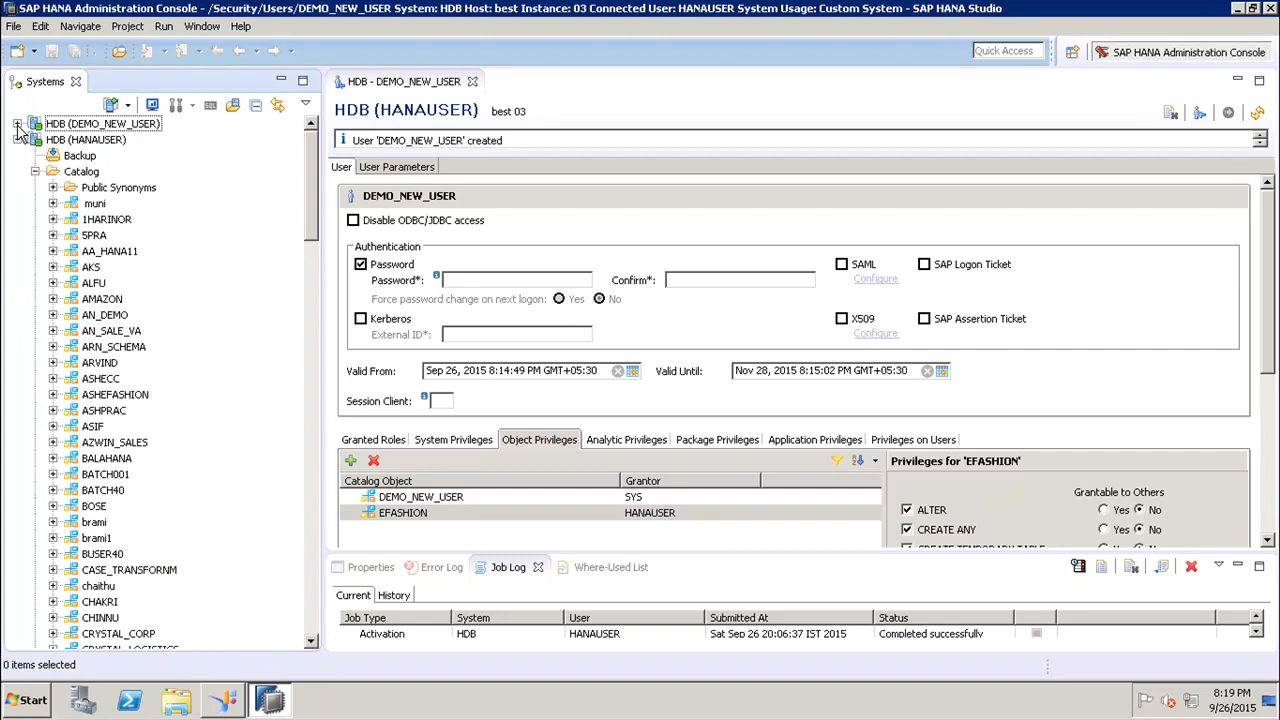 SAP HANA Administration Console - /Security/Users/DEMO_NEW_USER System: HDB Host: best Instance: 03 Connected User: HANAUSER System Usage: Custom System - SAP HANA Studio
File Edit Navigate Project Run Window Help
Quick Access
SAP HANA Administration Console
Systems
HDB (DEMO_NEW_USER)
HDB (HANAUSER)
Backup
Catalog
Public Synonyms
muni
1HARINOR
5PRA
AA_HANA11
AKS
ALFU
AMAZON
AN_DEMO
AN_SALE_VA
ARN_SCHEMA
ARVIND
ASHECC
ASHEFASHION
ASHPRAC
ASIF
AZWIN_SALES
BALAHANA
BATCH001
BATCH40
BOSE
brami
brami1
BUSER40
CASE_TRANSFORNM
chaithu
CHAKRI
CHINNU
CRYSTAL_CORP
CRYSTAL_LOGISTICS
0 items selected
HDB - DEMO_NEW_USER
HDB (HANAUSER) best 03
User 'DEMO_NEW_USER' created
User User Parameters
DEMO_NEW_USER
Disable ODBC/JDBC access
Authentication
Password SAML SAP Logon Ticket
Password*: Confirm*: Configure
Force password change on next logon: Yes No
Kerberos X509 SAP Assertion Ticket
External ID*: Configure
Valid From: Sep 26, 2015 8:14:49 PM GMT+05:30 Valid Until: Nov 28, 2015 8:15:02 PM GMT+05:30
Session Client:
Granted Roles System Privileges Object Privileges Analytic Privileges Package Privileges Application Privileges Privileges on Users
Privileges for 'EFASHION'
Catalog Object Grantor
DEMO_NEW_USER SYS
EFASHION HANAUSER
Grantable to Others
ALTER Yes No
CREATE ANY Yes No
CREATE TEMPORARY TABLE Yes No
Properties Error Log Job Log Where-Used List
Current History
Job Type System User Submitted At Status
Activation HDB HANAUSER Sat Sep 26 20:06:37 IST 2015 Completed successfully
Start
8:19 PM
9/26/2015